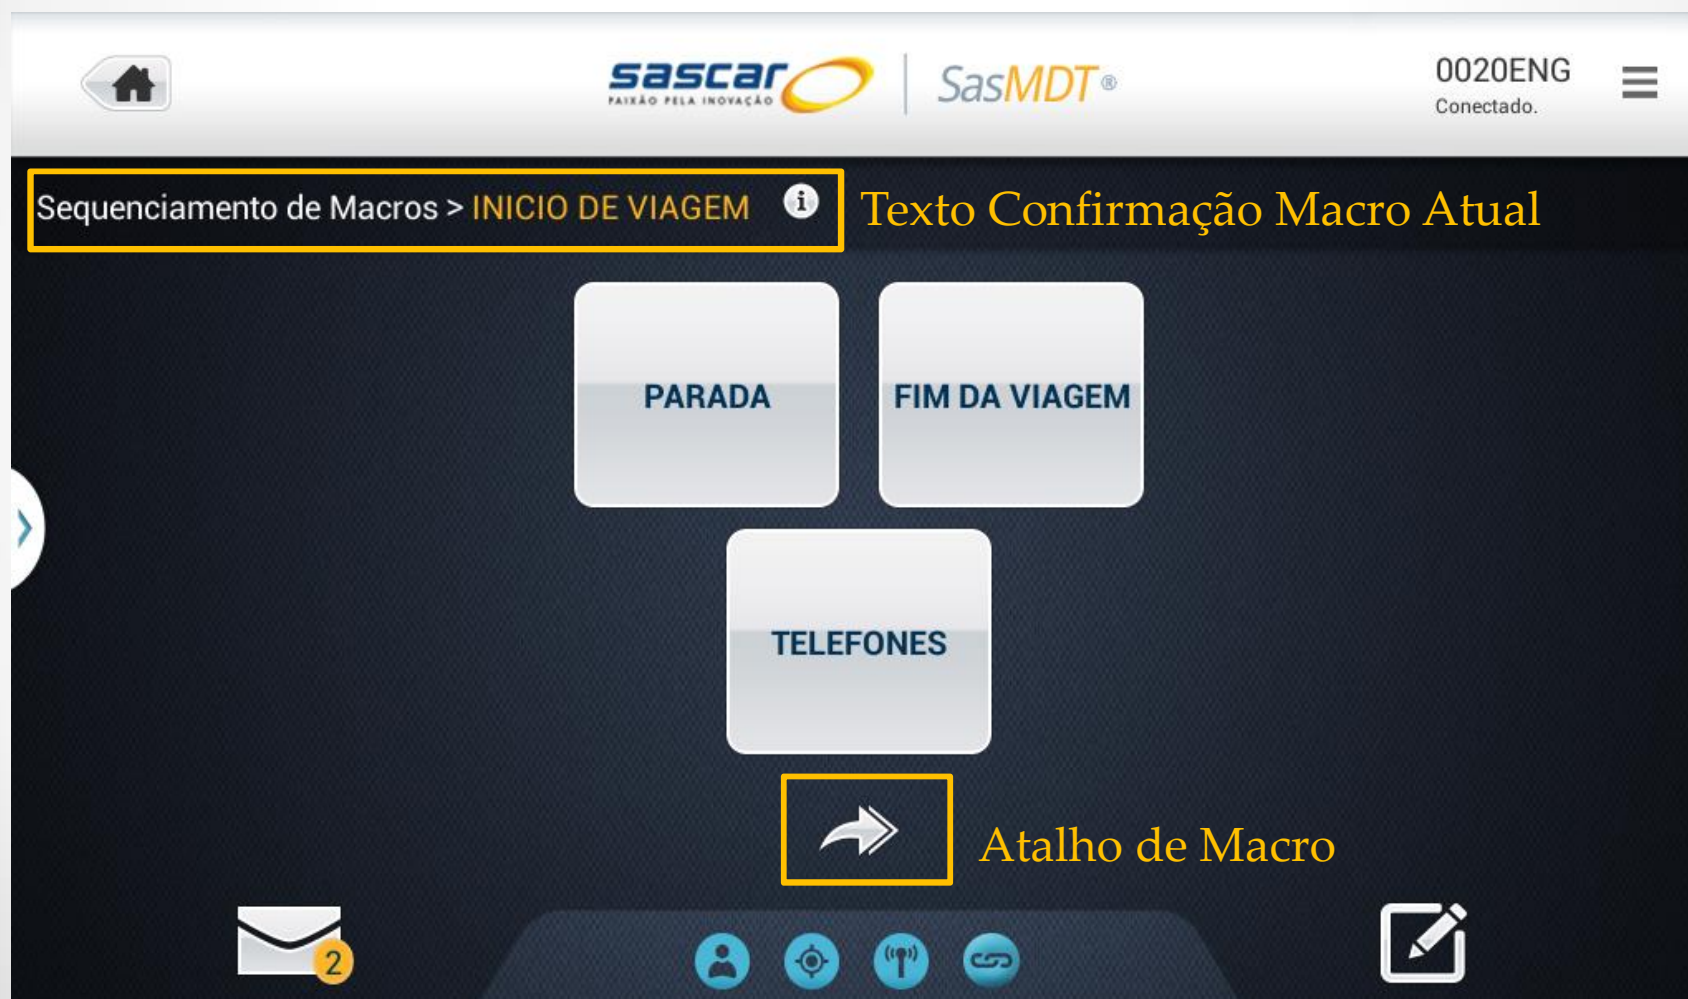 sascar
PAIXÃO PELA INOVAÇÃO
SasMDT®
0020ENG
Conectado.
Sequenciamento de Macros > INICIO DE VIAGEM
Texto Confirmação Macro Atual
PARADA
FIM DA VIAGEM
TELEFONES
Atalho de Macro
2